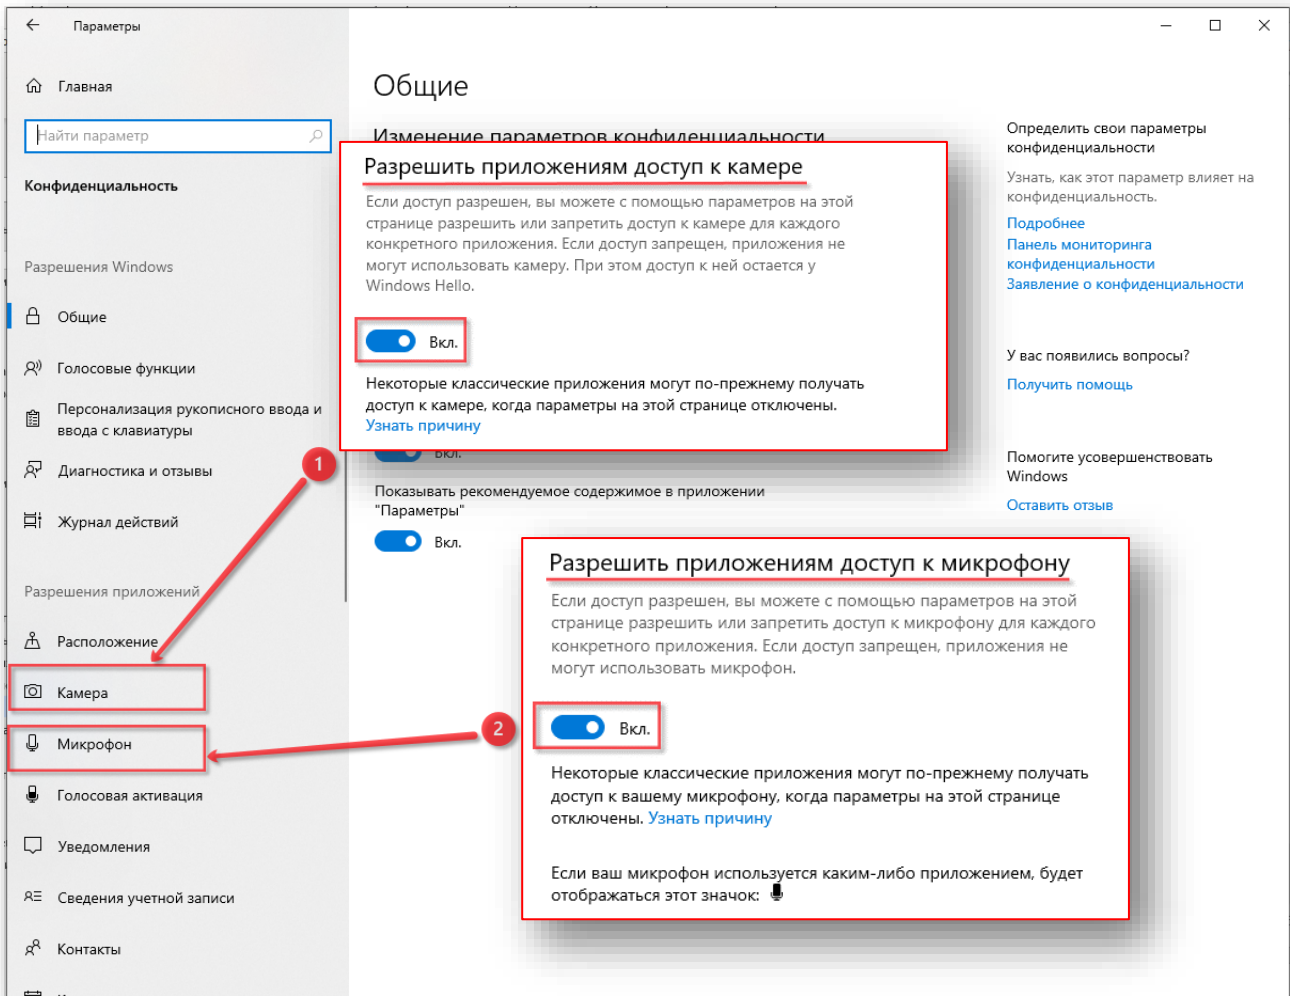 Параметры
Главная
Найти параметр
Конфиденциальность
Разрешения Windows
Общие
Голосовые функции
Персонализация рукописного ввода и
ввода с клавиатуры
Диагностика и отзывы
Журнал действий
Разрешения приложений
Расположение
Камера
Микрофон
Голосовая активация
Уведомления
Сведения учетной записи
Контакты
Общие
Изменение параметров конфиденциальности
Разрешить приложениям доступ к камере
Если доступ разрешен, вы можете с помощью параметров на этой
странице разрешить или запретить доступ к камере для каждого
конкретного приложения. Если доступ запрещен, приложения не
могут использовать камеру. При этом доступ к ней остается у
Windows Hello.
Вкл.
Некоторые классические приложения могут по-прежнему получать
доступ к камере, когда параметры на этой странице отключены.
Узнать причину
Вкл.
1
Показывать рекомендуемое содержимое в приложении
"Параметры"
Вкл.
Разрешить приложениям доступ к микрофону
Если доступ разрешен, вы можете с помощью параметров на этой
странице разрешить или запретить доступ к микрофону для каждого
конкретного приложения. Если доступ запрещен, приложения не
могут использовать микрофон.
2
Вкл.
Некоторые классические приложения могут по-прежнему получать
доступ к вашему микрофону, когда параметры на этой странице
отключены. Узнать причину
Если ваш микрофон используется каким-либо приложением, будет
отображаться этот значок:
Определить свои параметры
конфиденциальности
Узнать, как этот параметр влияет на
конфиденциальность.
Подробнее
Панель мониторинга
конфиденциальности
Заявление о конфиденциальности
У вас появились вопросы?
Получить помощь
Помогите усовершенствовать
Windows
Оставить отзыв